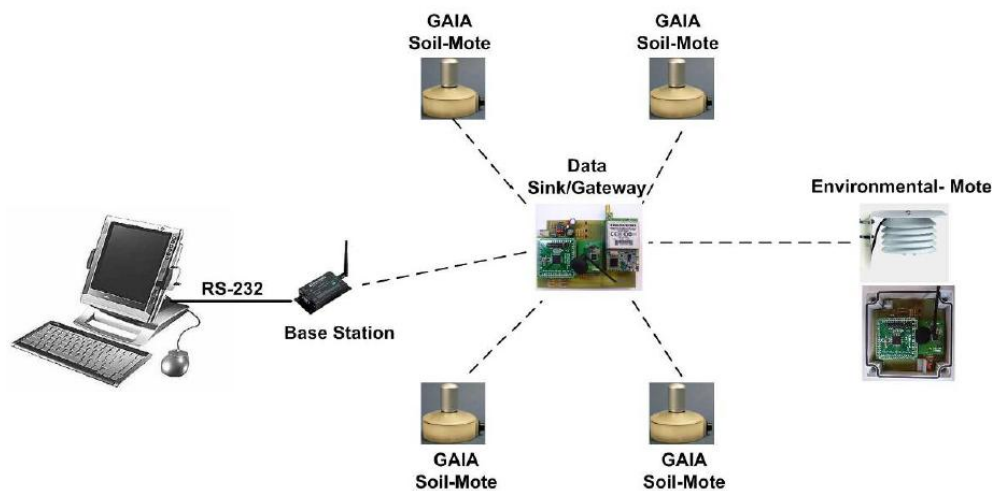 GAIA
Soil-Mote
GAIA
Soil-Mote
Data
Sink/Gateway
Environmental- Mote
RS-232
Base Station
GAIA
Soil-Mote
GAIA
Soil-Mote